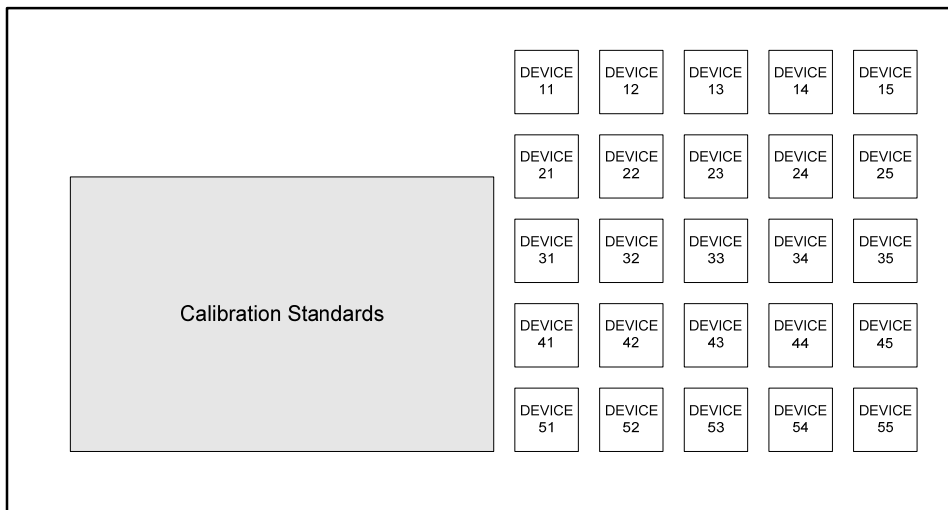 DEVICE
11
DEVICE
12
DEVICE
13
DEVICE
14
DEVICE
15
DEVICE
21
DEVICE
22
DEVICE
23
DEVICE
24
DEVICE
25
DEVICE
31
DEVICE
32
DEVICE
33
DEVICE
34
DEVICE
35
Calibration Standards
DEVICE
41
DEVICE
42
DEVICE
43
DEVICE
44
DEVICE
45
DEVICE
51
DEVICE
52
DEVICE
53
DEVICE
54
DEVICE
55